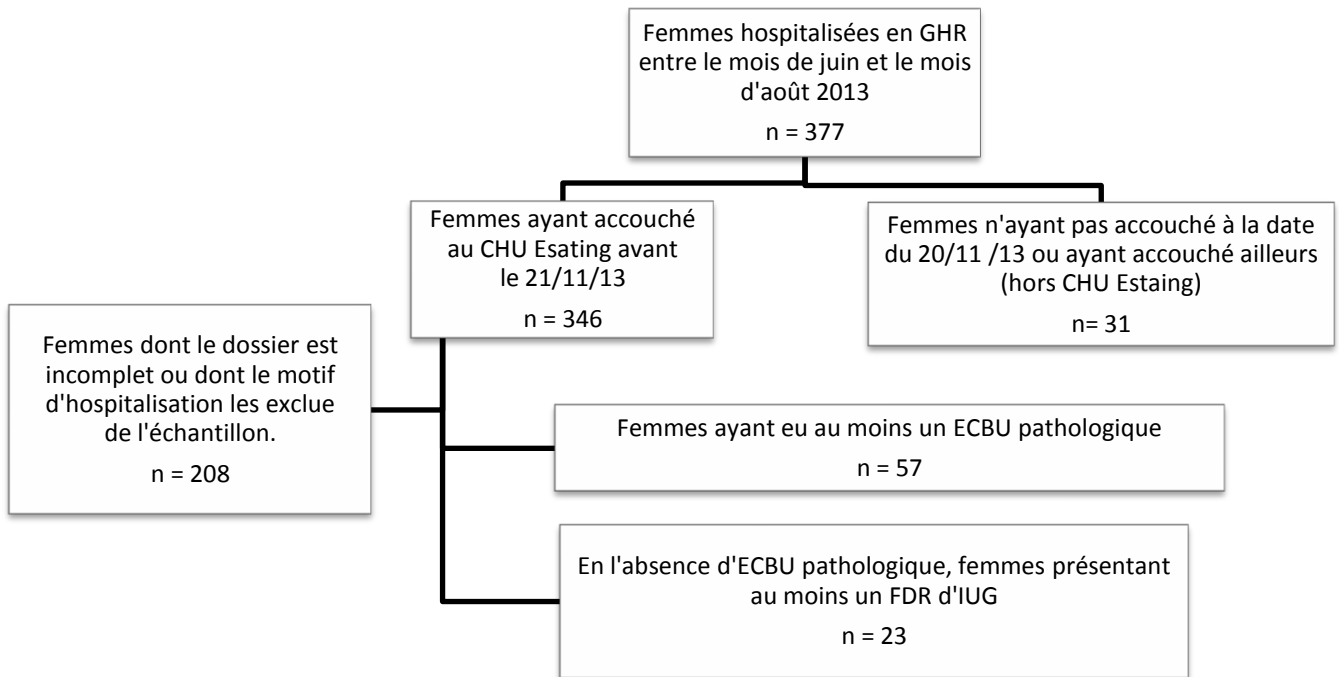 Femmes hospitalisées en GHR
entre le mois de juin et le mois
d'août 2013
n = 377
Femmes ayant accouché
au CHU Esating avant
le 21/11/13
n = 346
Femmes n'ayant pas accouché à la date
du 20/11 /13 ou ayant accouché ailleurs
(hors CHU Estaing)
n= 31
Femmes dont le dossier est
incomplet ou dont le motif
d'hospitalisation les exclue
de l'échantillon.
n = 208
Femmes ayant eu au moins un ECBU pathologique
n = 57
En l'absence d'ECBU pathologique, femmes présentant
au moins un FDR d'IUG
n = 23